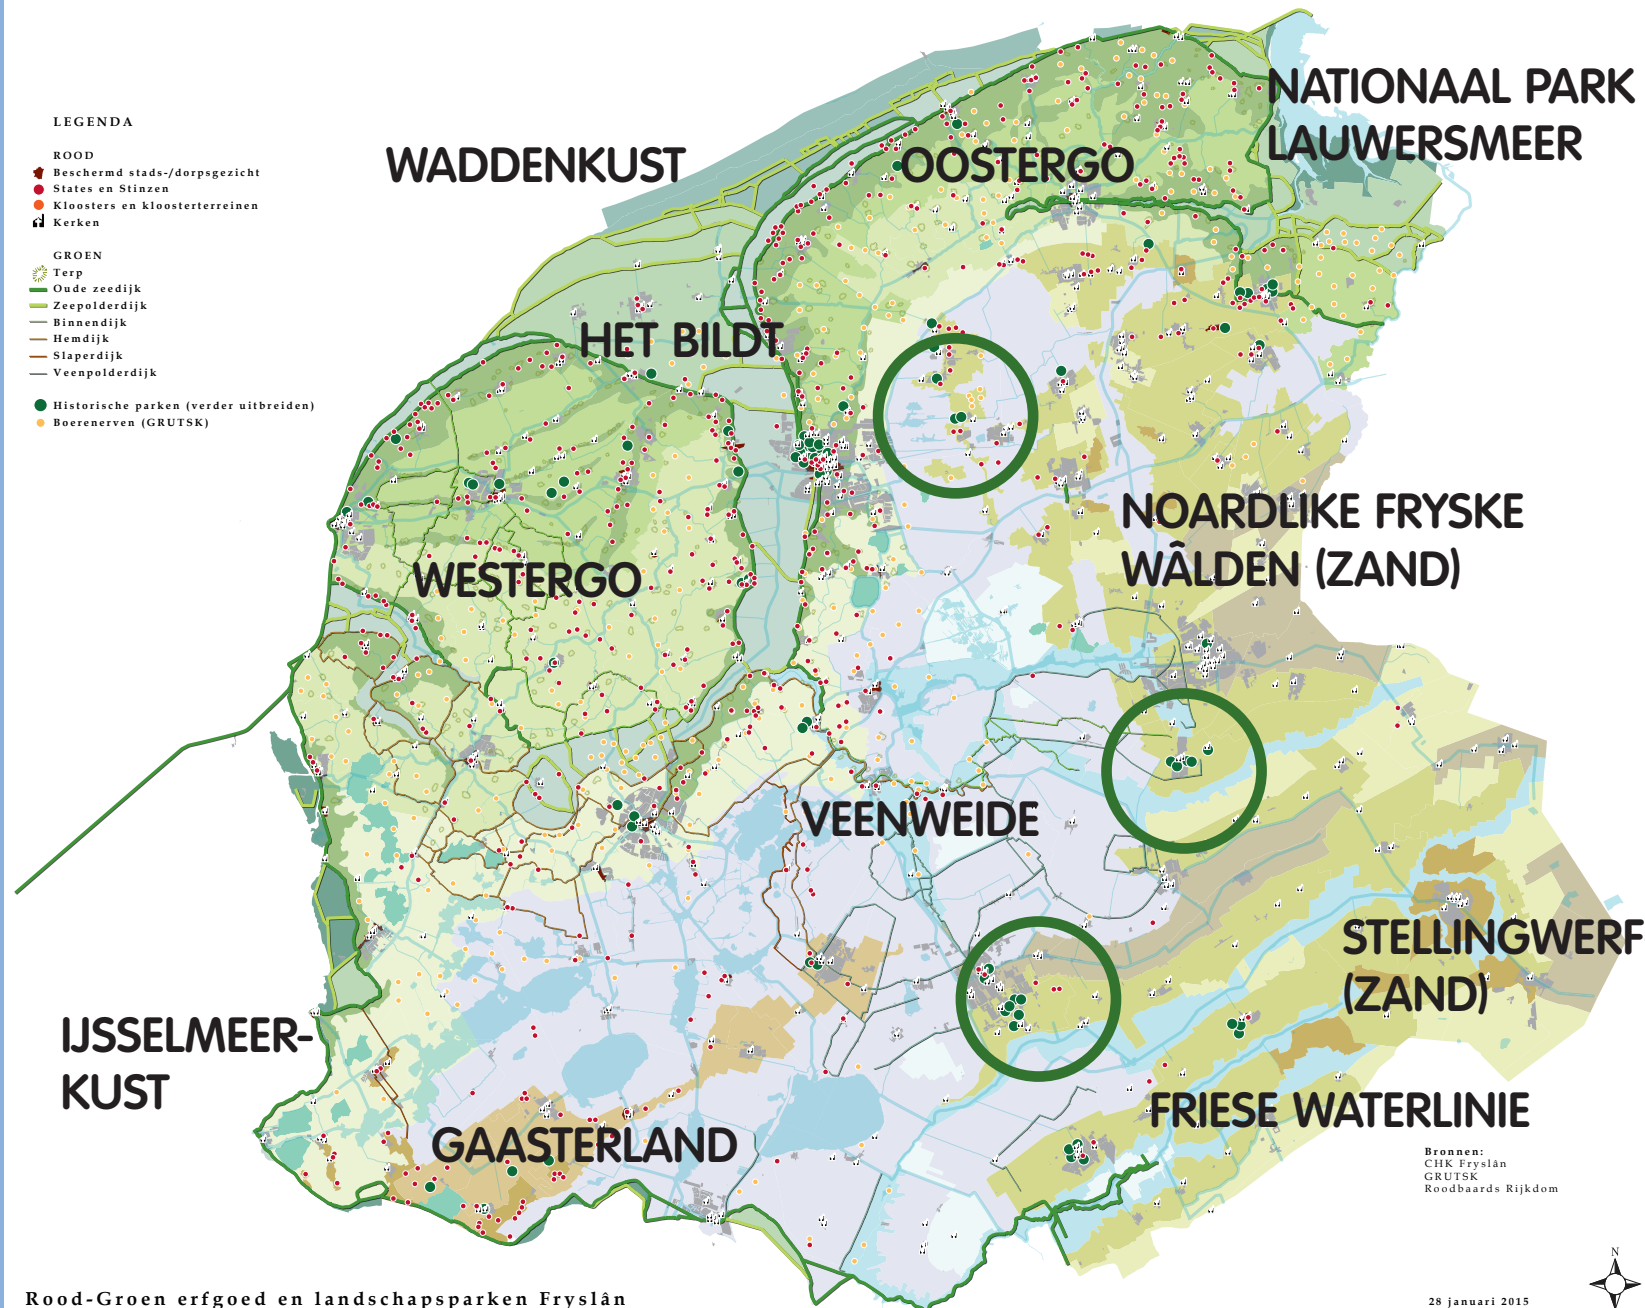 NATIONAAL PARK
LAUWERSMEER
LEGENDA
ROOD
Beschermd stads-/dorpsgezicht
States en Stinzen
Kloosters en kloosterterreinen
Kerken
GROEN
Terp
Oude zeedijk
Zeepolderdijk
Binnendijk
Hemdijk
Slaperdijk
Veenpolderdijk
Historische parken (verder uitbreiden)
Boerenerven (GRUTSK)
WADDENKUST
OOSTERGO
HET BILDT
WESTERGO
NOARDLIKE FRYSKE
WÂLDEN (ZAND)
VEENWEIDE
STELLINGWERF
(ZAND)
IJSSELMEER-
KUST
GAASTERLAND
FRIESE WATERLINIE
Bronnen:
CHK Fryslân
GRUTSK
Roodbaards Rijkdom
N
Rood-Groen erfgoed en landschapsparken Fryslân
28 januari 2015